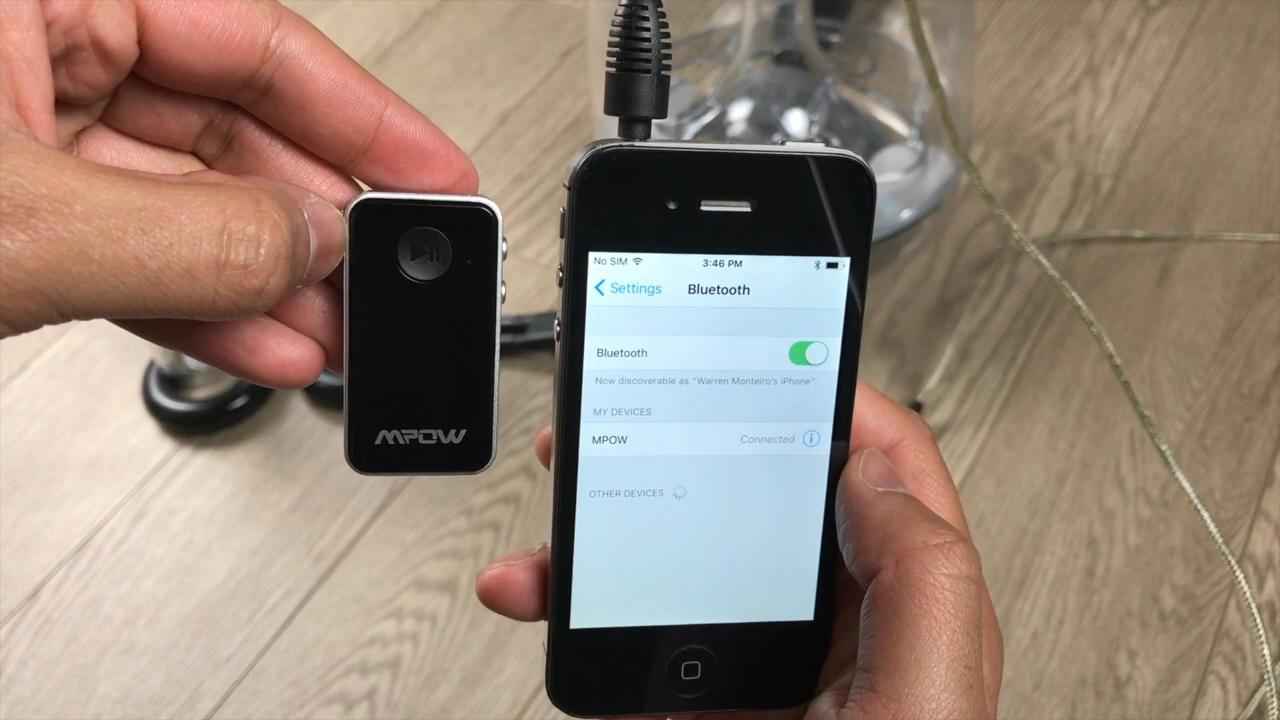 No SIM 3:46 PM
Settings Bluetooth
Bluetooth
Now discoverable as “Warren Monteiro's iPhone”.
MY DEVICES
MPOW Connected
OTHER DEVICES
MPOW